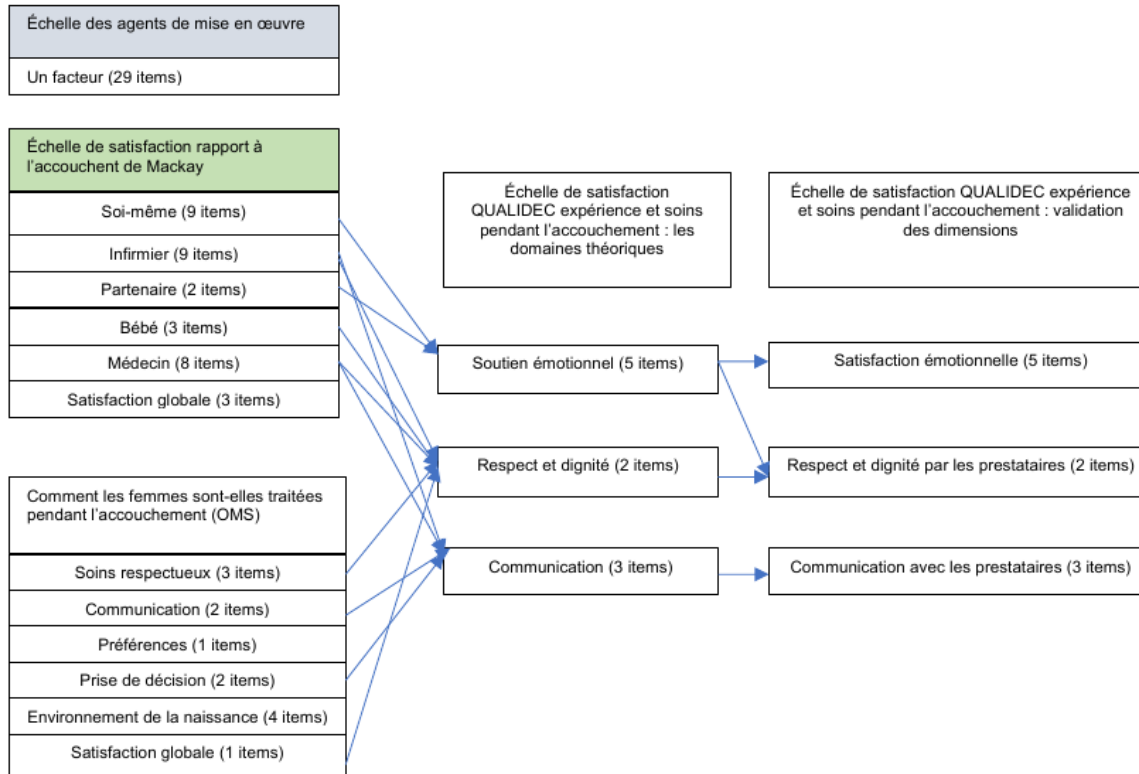 Échelle des agents de mise en œuvre
Un facteur (29 items)
Échelle de satisfaction rapport à
l'accouchent de Mackay
Soi-même (9 items)
Infirmier (9 items)
Partenaire (2 items)
Bébé (3 items)
Médecin (8 items)
Satisfaction globale (3 items)
Comment les femmes sont-elles traitées
pendant l'accouchement (OMS)
Soins respectueux (3 items)
Communication (2 items)
Préférences (1 items)
Prise de décision (2 items)
Environnement de la naissance (4 items)
Satisfaction globale (1 items)
Échelle de satisfaction
QUALIDEC expérience et soins
pendant l'accouchement : les
domaines théoriques
Soutien émotionnel (5 items)
Respect et dignité (2 items)
Communication (3 items)
Échelle de satisfaction QUALIDEC expérience
et soins pendant l'accouchement : validation
des dimensions
Satisfaction émotionnelle (5 items)
Respect et dignité par les prestataires (2 items)
Communication avec les prestataires (3 items)